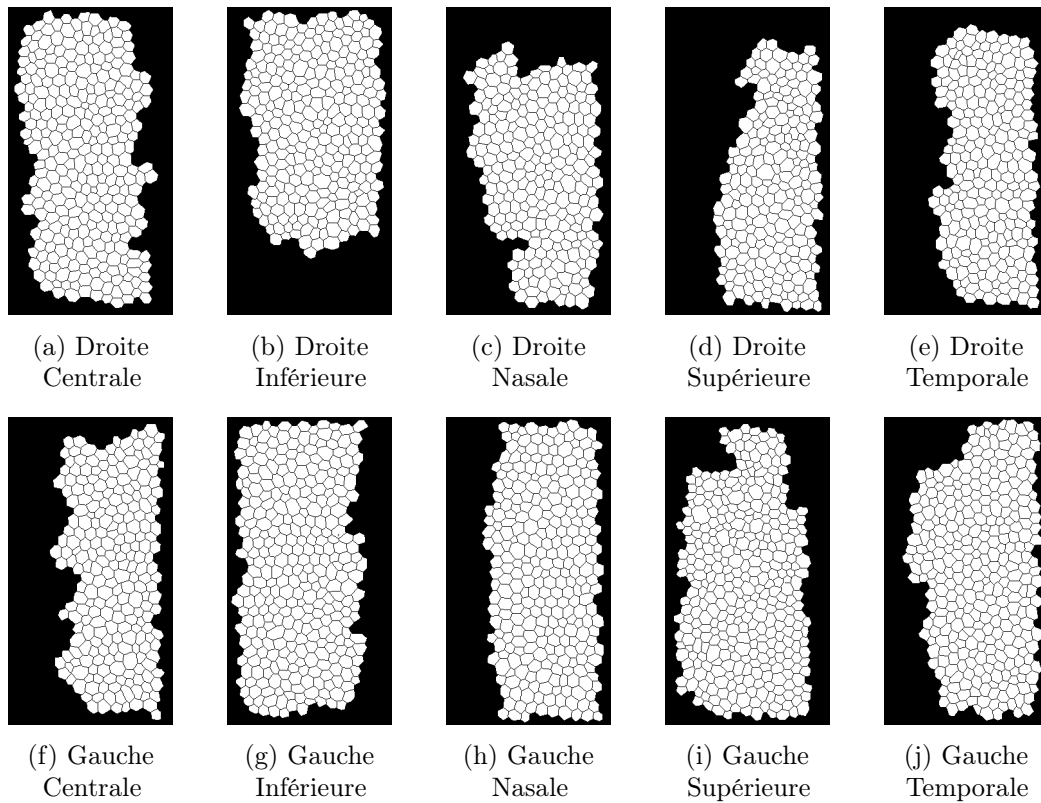 (a) Droite
Centrale
(b) Droite
Inférieure
(c) Droite
Nasale
(d) Droite
Supérieure
(e) Droite
Temporale
(f) Gauche
Centrale
(g) Gauche
Inférieure
(h) Gauche
Nasale
(i) Gauche
Supérieure
(j) Gauche
Temporale